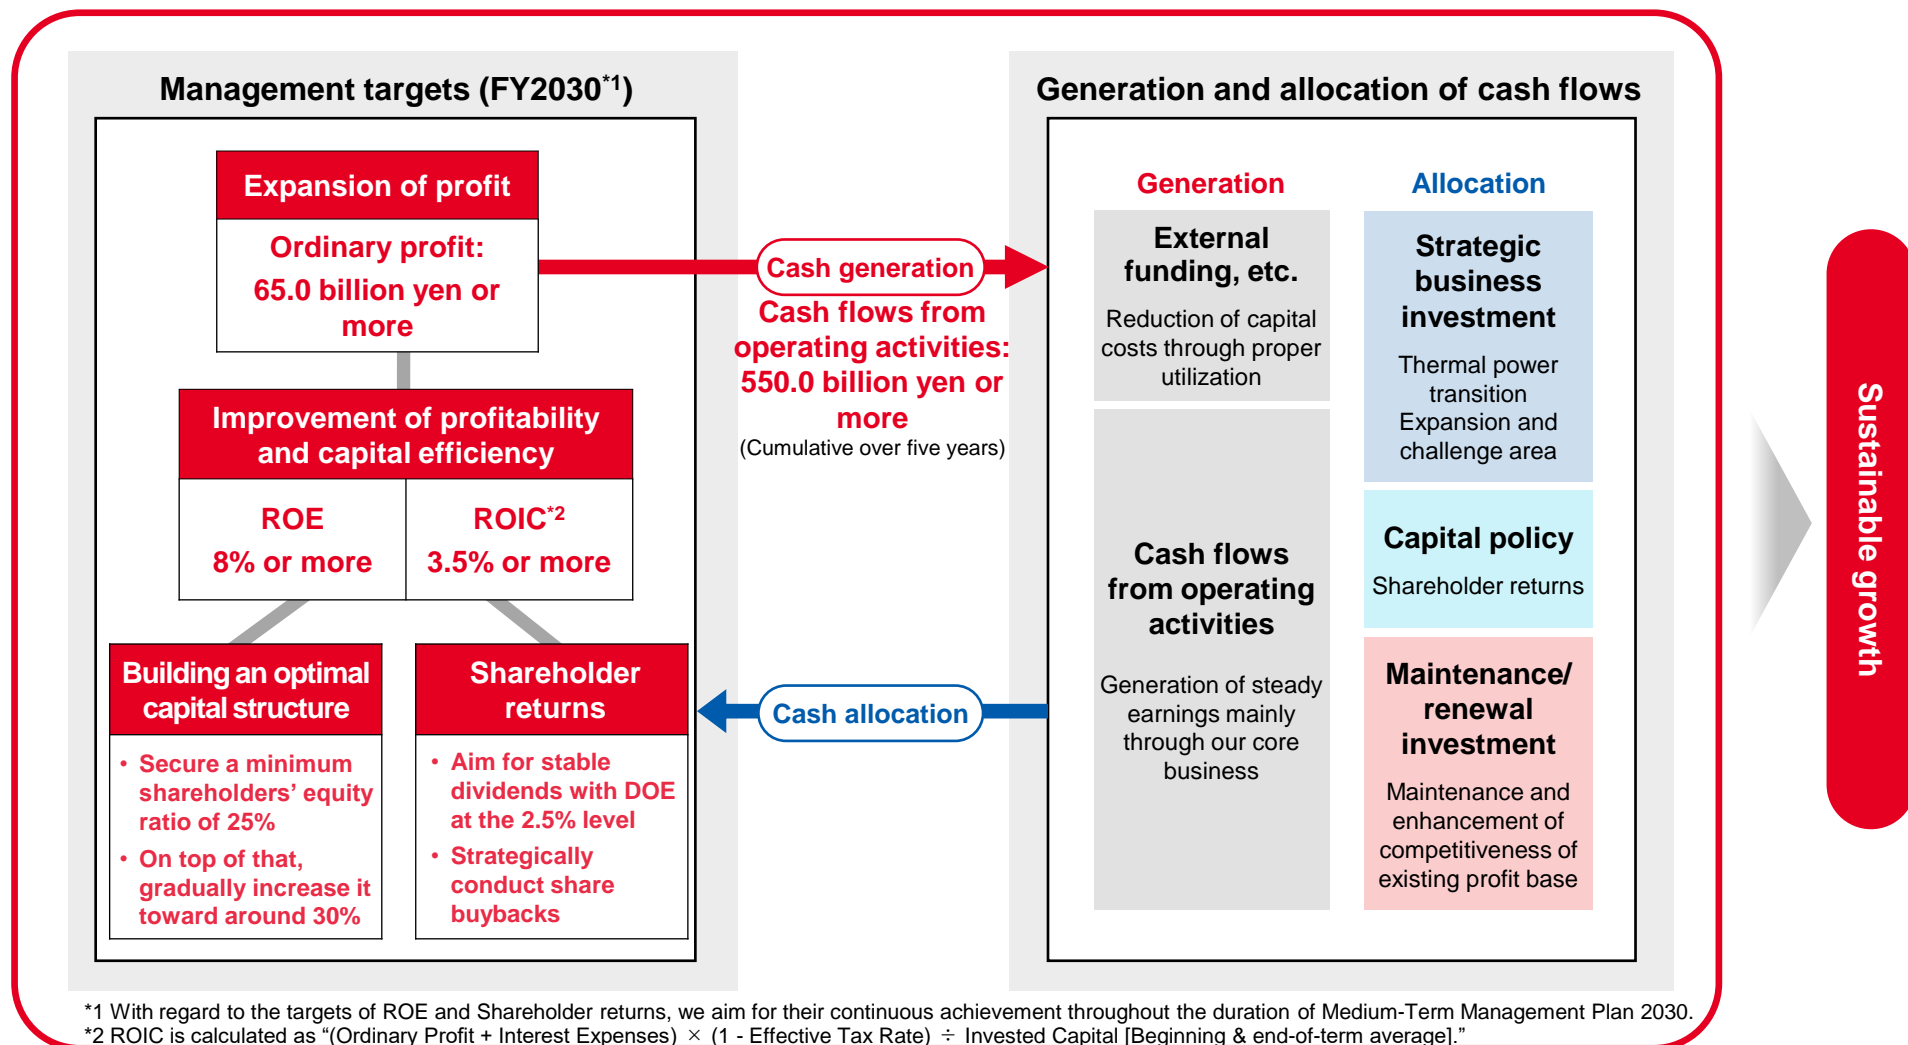 Management targets (FY2030*1)
Expansion of profit
Ordinary profit:
65.0 billion yen or
more
Improvement of profitability
and capital efficiency
ROE
8% or more
ROIC*2
3.5% or more
Building an optimal
capital structure
• Secure a minimum
shareholders’ equity
ratio of 25%
• On top of that,
gradually increase it
toward around 30%
Shareholder
returns
• Aim for stable
dividends with DOE
at the 2.5% level
• Strategically
conduct share
buybacks
Cash generation
Cash flows from
operating activities:
550.0 billion yen or
more
(Cumulative over five years)
Cash allocation
Generation and allocation of cash flows
Generation
External
funding, etc.
Reduction of capital
costs through proper
utilization
Cash flows
from operating
activities
Generation of steady
earnings mainly
through our core
business
Allocation
Strategic
business
investment
Thermal power
transition
Expansion and
challenge area
Capital policy
Shareholder returns
Maintenance/
renewal
investment
Maintenance and
enhancement of
competitiveness of
existing profit base
Sustainable growth
*1 With regard to the targets of ROE and Shareholder returns, we aim for their continuous achievement throughout the duration of Medium-Term Management Plan 2030.
*2 ROIC is calculated as “(Ordinary Profit + Interest Expenses) × (1 - Effective Tax Rate) ÷ Invested Capital [Beginning & end-of-term average].”